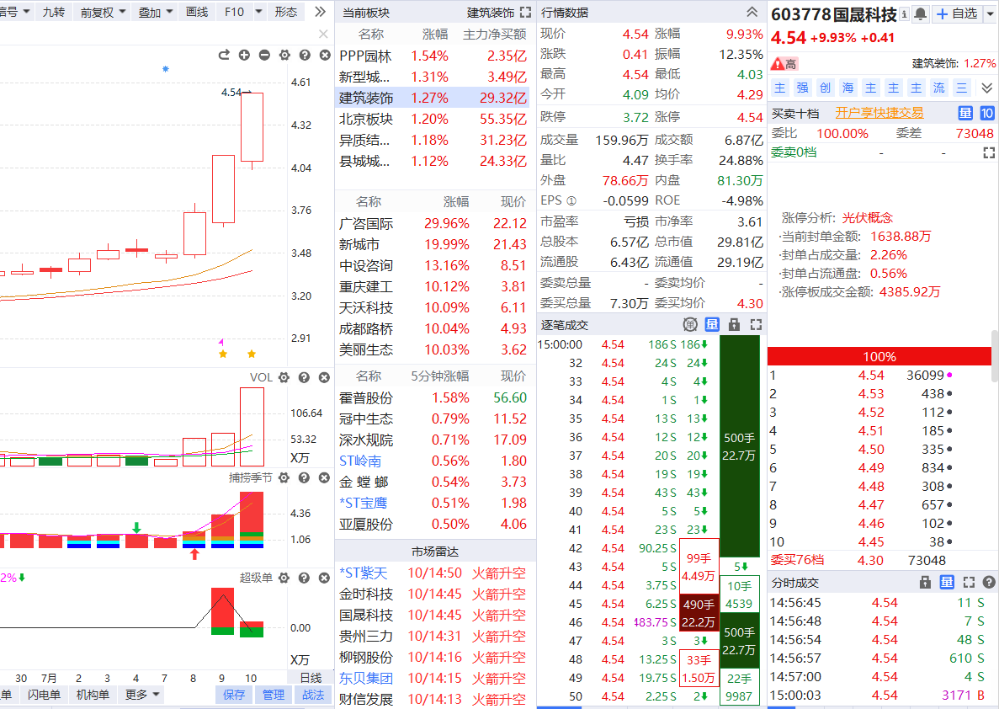 信号 九转 前复权 叠加 画线 F10 形态
4.54
4.61
4.32
4.04
3.76
3.48
3.20
2.91
VOL
106.64
53.32
X万
捕捞季节
4.36
1.06
2%
超级单
0.00
X万
30 7月 2 3 4 7 8 9 10 日线
单 闪电单 机构单 更多 保存 管理 战法
当前板块 建筑装饰
名称 涨幅 主力净买额
PPP园林 1.54% 2.35亿
新型城... 1.31% 3.49亿
建筑装饰 1.27% 29.32亿
北京板块 1.20% 55.35亿
异质结... 1.18% 31.23亿
县城城... 1.12% 24.33亿
名称 涨幅 现价
广咨国际 29.96% 22.12
新城市 19.99% 21.43
中设咨询 13.16% 8.51
重庆建工 10.12% 3.81
天沃科技 10.09% 6.11
成都路桥 10.04% 4.93
美丽生态 10.03% 3.62
名称 5分钟涨幅 现价
霍普股份 1.58% 56.60
冠中生态 0.79% 11.52
深水规院 0.71% 17.09
ST岭南 0.56% 1.80
金 螳 螂 0.54% 3.73
*ST宝鹰 0.51% 1.98
亚厦股份 0.50% 4.06
市场雷达
*ST紫天 10/14:50 火箭升空
金时科技 10/14:45 火箭升空
国晟科技 10/14:45 火箭升空
贵州三力 10/14:31 火箭升空
柳钢股份 10/14:16 火箭升空
东贝集团 10/14:15 火箭升空
财信发展 10/14:13 火箭升空
行情数据
现价 4.54 涨幅 9.93%
涨跌 0.41 振幅 12.35%
最高 4.54 最低 4.03
今开 4.09 均价 4.29
跌停 3.72 涨停 4.54
成交量 159.96万 成交额 6.87亿
量比 4.47 换手率 24.88%
外盘 78.66万 内盘 81.30万
EPS ① -0.0599 ROE -4.98%
市盈率 亏损 市净率 3.61
总股本 6.57亿 总市值 29.81亿
流通股 6.43亿 流通值 29.19亿
委卖总量 - 委卖均价 -
委买总量 7.30万 委买均价 4.30
逐笔成交 单 量
15:00:00 4.54 186 S 186
32 4.54 24 S 24
33 4.54 4 S 4
34 4.54 1 S 1
35 4.54 13 S 13
36 4.54 12 S 12
37 4.54 20 S 20
38 4.54 19 S 19
39 4.54 43 S 43
40 4.54 5 S 5
41 4.54 23 S 23
42 4.54 90.25 S
43 4.54 5 S 5
44 4.54 3.75 S
45 4.54 6.25 S
46 4.54 483.75 S
47 4.54 3 S 3
48 4.54 13.25 S
49 4.54 19.75 S
50 4.54 2.25 S 2
500手
22.7万
99手
4.49万
10手
4539
490手
22.2万
500手
22.7万
33手
1.50万
22手
9987
603778 国晟科技 i 自选
4.54 +9.93% +0.41
高 建筑装饰: 1.27%
主 强 创 海 主 主 主 流 三
买卖十档 开户享快捷交易 量 10
委比 100.00% 委差 73048
委卖0档 - -
涨停分析: 光伏概念
·当前封单金额: 1638.88万
·封单占成交量: 2.26%
·封单占流通盘: 0.56%
·涨停板成交金额: 4385.92万
100%
1 4.54 36099
2 4.53 438
3 4.52 112
4 4.51 185
5 4.50 335
6 4.49 834
7 4.48 308
8 4.47 657
9 4.46 102
10 4.45 38
委买76档 4.30 73048
分时成交 量
14:56:45 4.54 11 S
14:56:48 4.54 7 S
14:56:54 4.54 48 S
14:56:57 4.54 610 S
14:57:00 4.54 4 S
15:00:03 4.54 3171 B